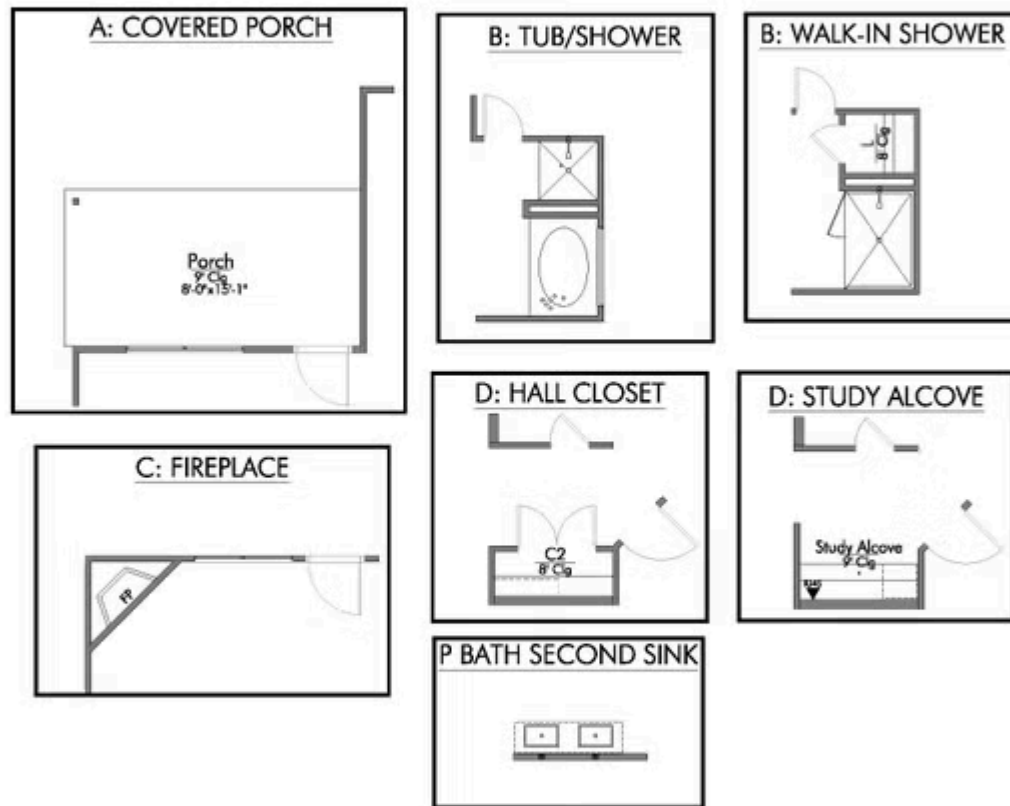 A: COVERED PORCH
Porch
9' Clg
8'-0"x15'-1"
B: TUB/SHOWER
B: WALK-IN SHOWER
L
8' Clg
C: FIREPLACE
FP
D: HALL CLOSET
C2
8' Clg
D: STUDY ALCOVE
Study Alcove
9' Clg
RJ45
P BATH SECOND SINK